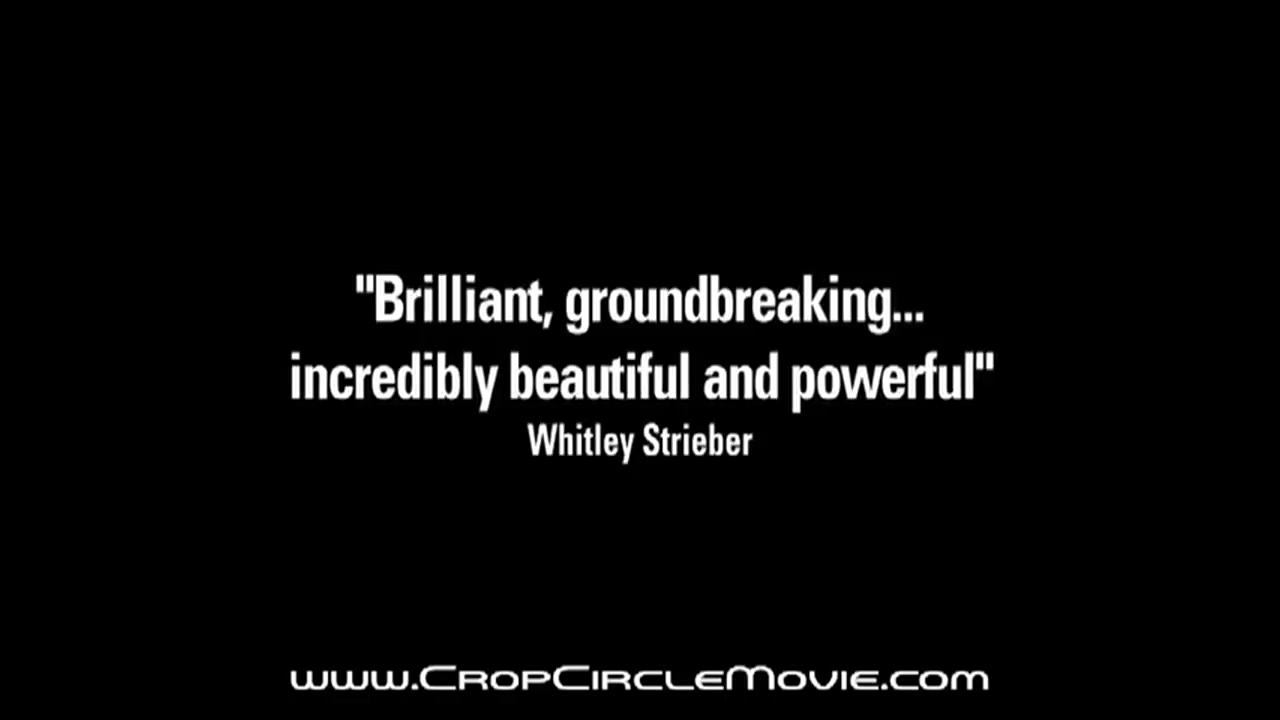 "Brilliant, groundbreaking...
incredibly beautiful and powerful"
Whitley Strieber
www.CropCircleMovie.com